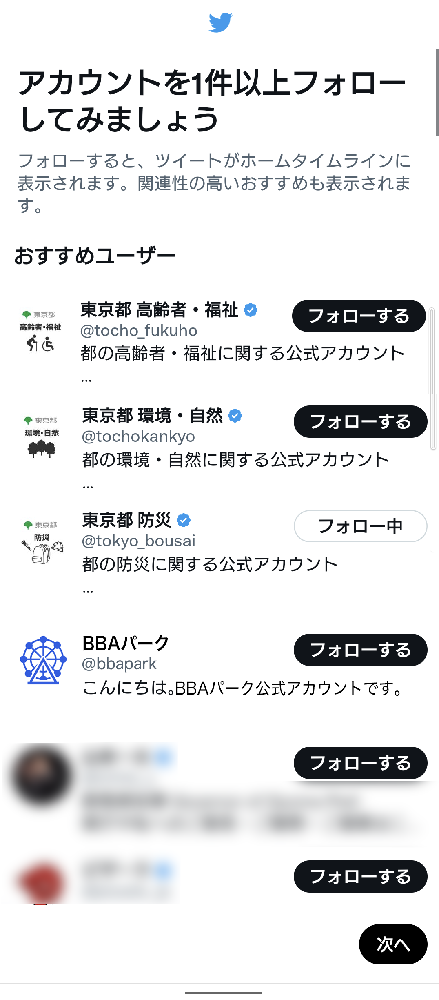 アカウントを1件以上フォロー
してみましょう
フォローすると、ツイートがホームタイムラインに
表示されます。関連性の高いおすすめも表示されま
す。
おすすめユーザー
東京都
高齢者・福祉
東京都 高齢者・福祉
フォローする
@tocho_fukuho
都の高齢者・福祉に関する公式アカウント
...
東京都
環境・自然
東京都 環境・自然
フォローする
@tochokankyo
都の環境・自然に関する公式アカウント
...
東京都
防災
東京都 防災
フォロー中
@tokyo_bousai
都の防災に関する公式アカウント
...
BBAパーク
フォローする
@bbapark
こんにちは。BBAパーク公式アカウントです。
フォローする
フォローする
次へ